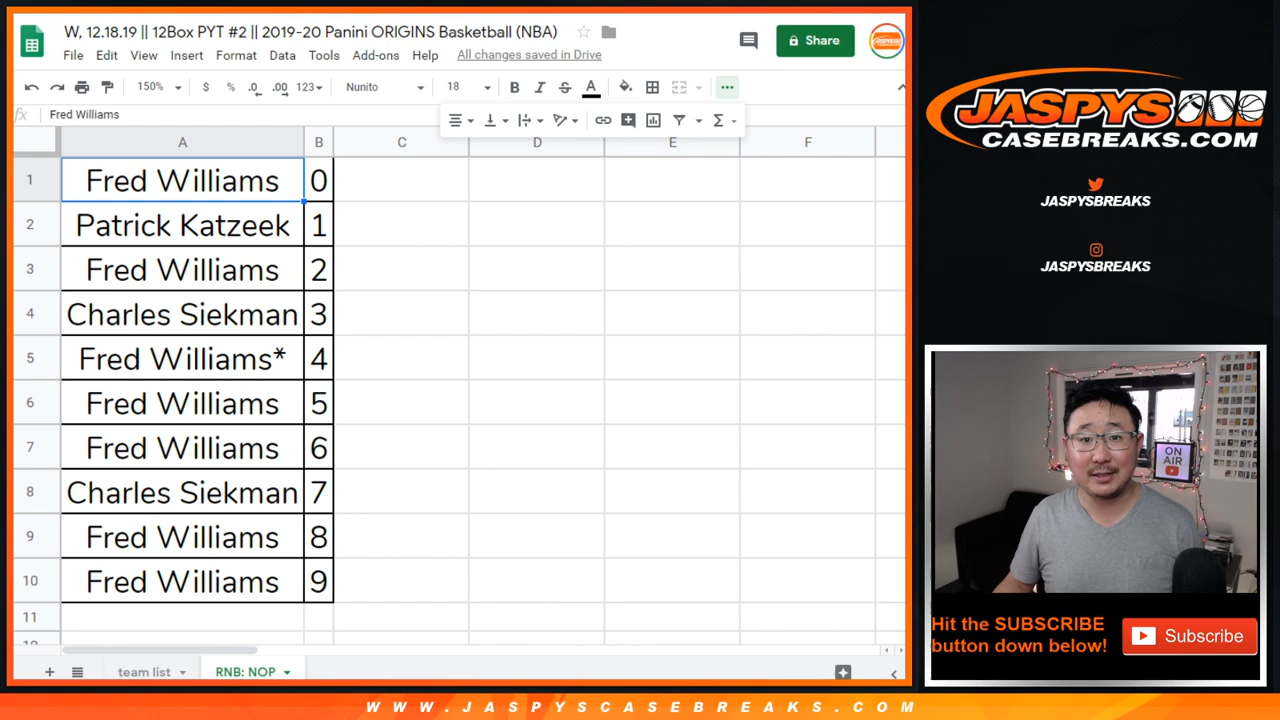 W, 12.18.19 || 12Box PYT #2 || 2019-20 Panini ORIGINS Basketball (NBA)
File Edit View Insert Format Data Tools Add-ons Help All changes saved in Drive
Share
150% $ % .0 .00 123 Nunito 18 B I S A
fx Fred Williams
A B C D E F
1 Fred Williams 0
2 Patrick Katzeek 1
3 Fred Williams 2
4 Charles Siekman 3
5 Fred Williams* 4
6 Fred Williams 5
7 Fred Williams 6
8 Charles Siekman 7
9 Fred Williams 8
10 Fred Williams 9
11
team list RNB: NOP
JASPYS
CASEBREAKS.COM
JASPYSBREAKS
JASPYSBREAKS
ON
AIR
Hit the SUBSCRIBE
button down below!
Subscribe
WWW.JASPYSCASEBREAKS.COM